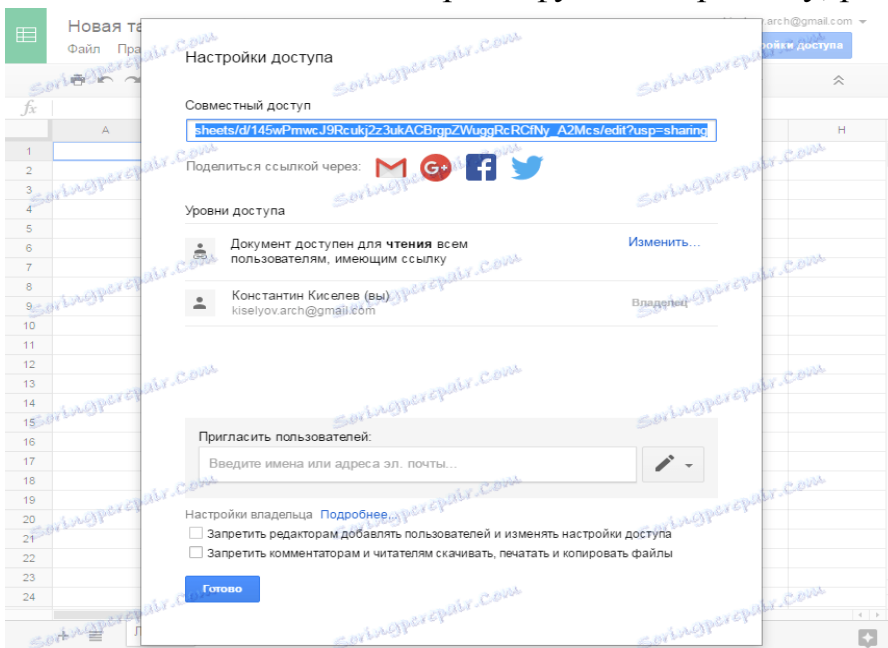 Новая та
Файл Пра
.arch@gmail.com
Настройки доступа
Совместный доступ
sheets/d/145wPmwcJ9Rcukj2z3ukACBrgpZWuggRcRCfNy_A2Mcs/edit?usp=sharing
Поделиться ссылкой через:
Уровни доступа
Документ доступен для чтения всем
пользователям, имеющим ссылку
Изменить...
Константин Киселев (вы)
kiselyov.arch@gmail.com
Владелец
Пригласить пользователей:
Введите имена или адреса эл. почты...
Настройки владельца Подробнее...
Запретить редакторам добавлять пользователей и изменять настройки доступа
Запретить комментаторам и читателям скачивать, печатать и копировать файлы
Готово
fx
A
H
1
2
3
4
5
6
7
8
9
10
11
12
13
14
15
16
17
18
19
20
21
22
23
24
Soringpcrepair.Com